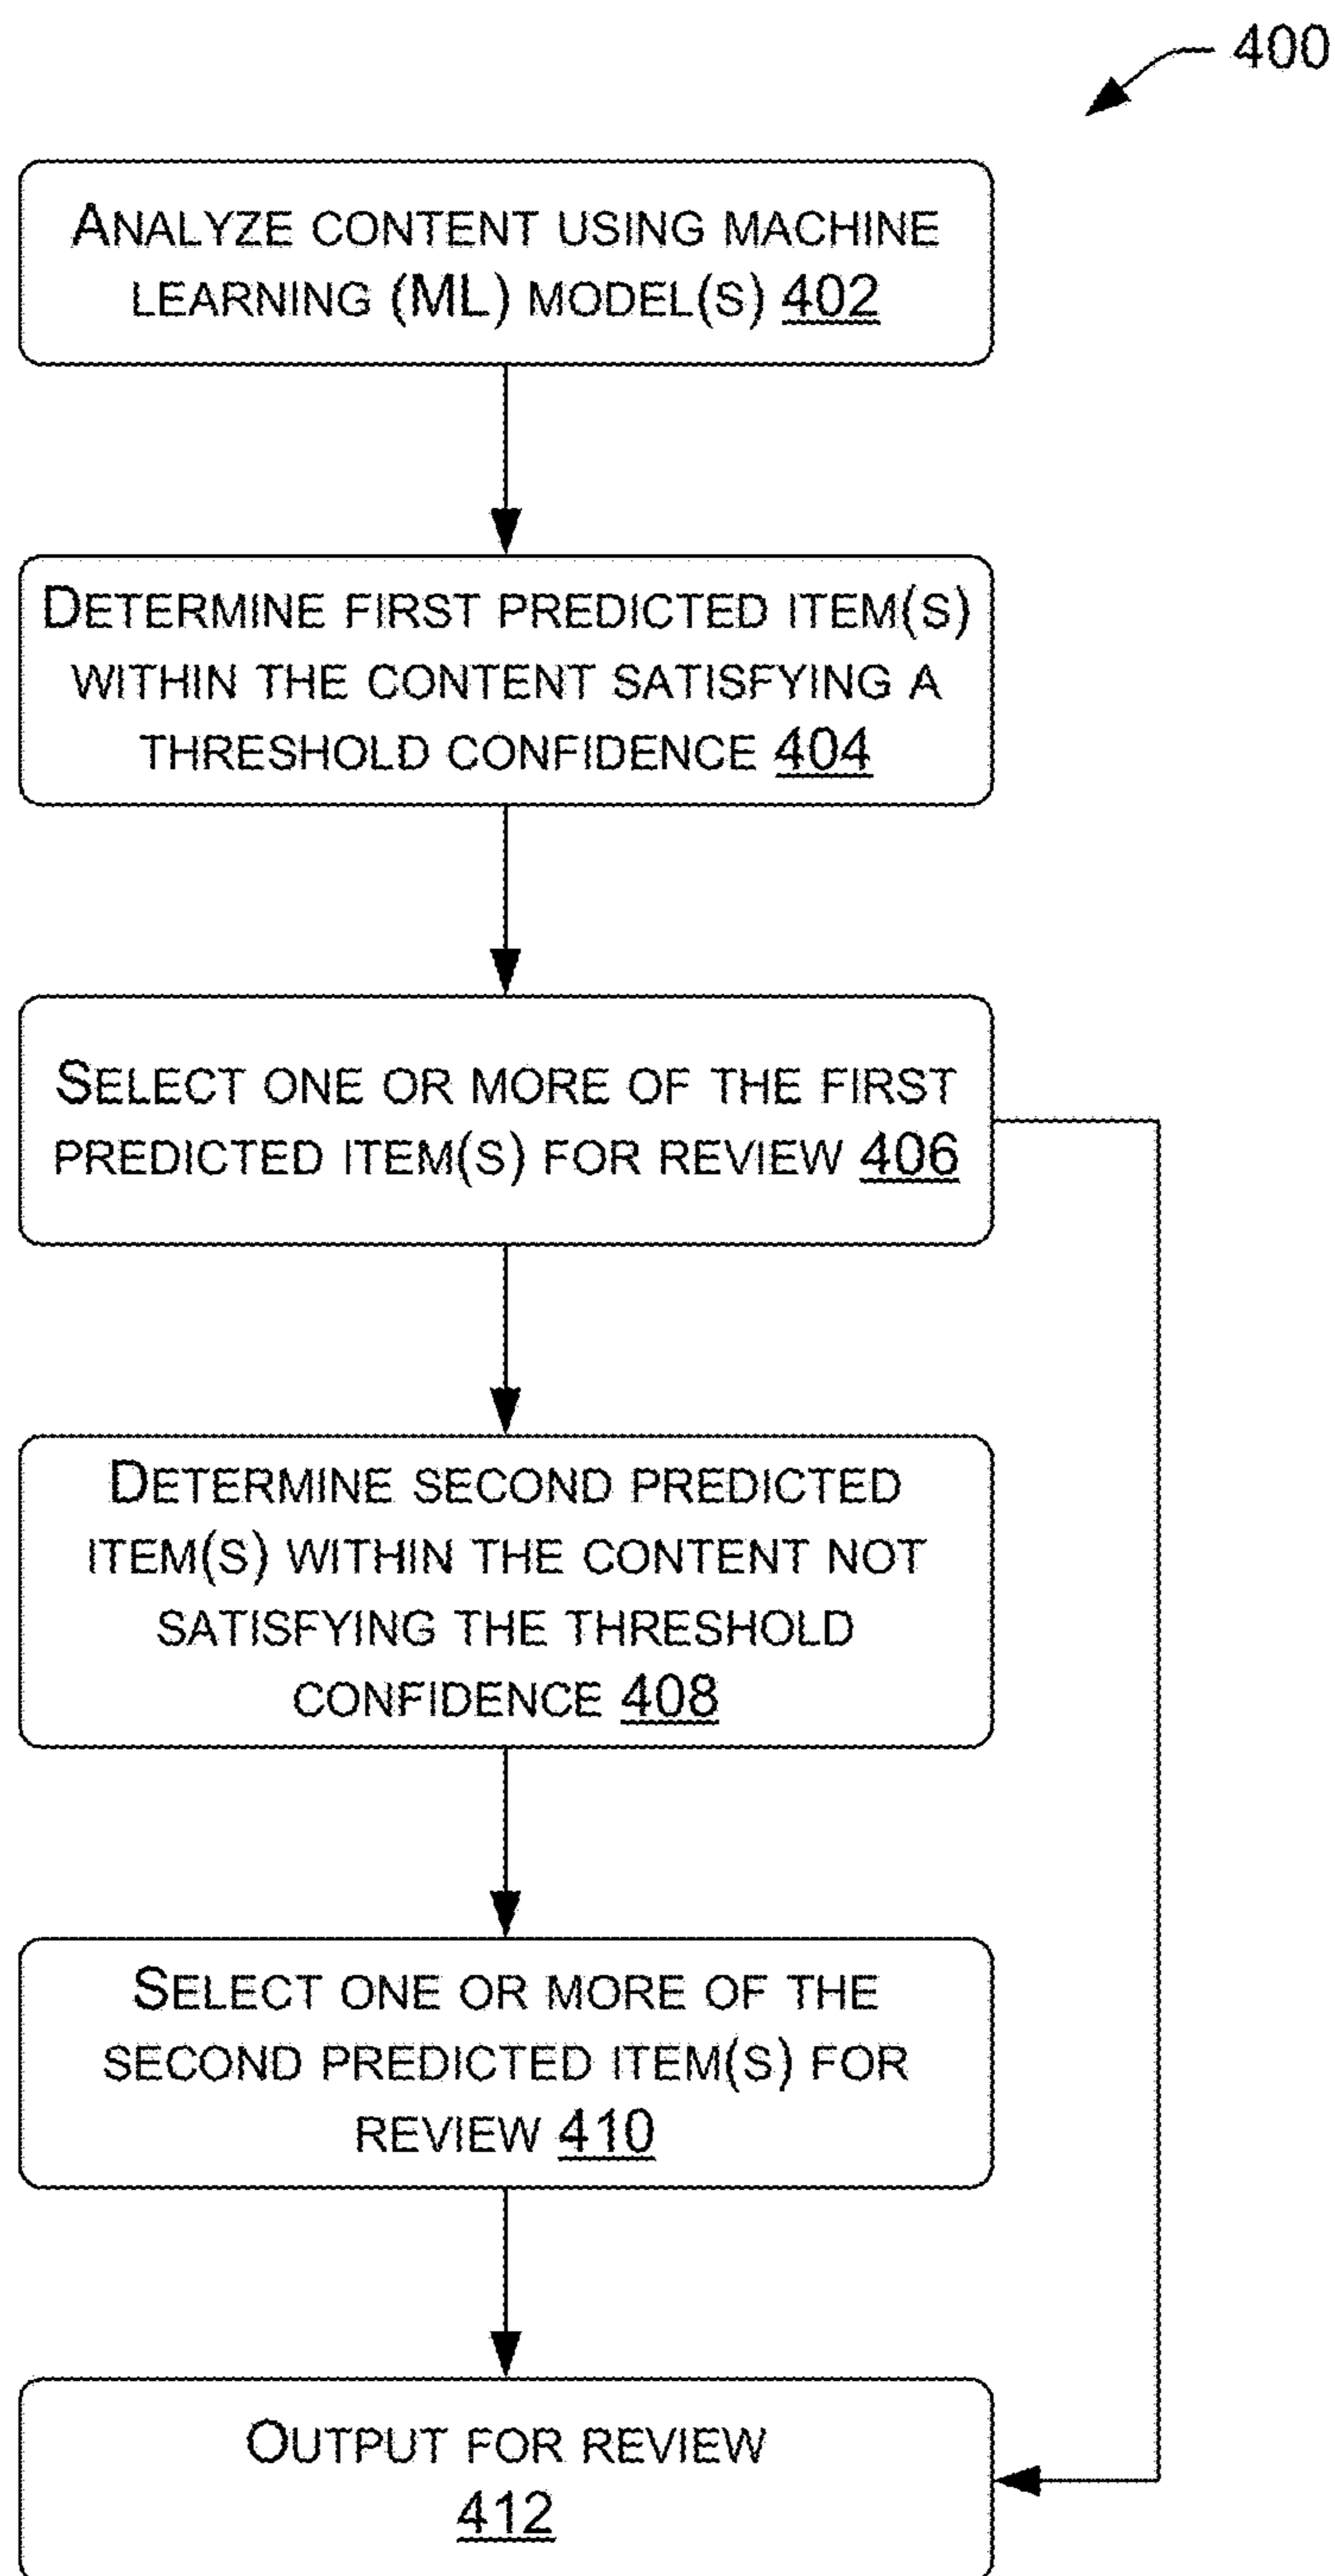 400
ANALYZE CONTENT USING MACHINE
LEARNING (ML) MODEL(S) 402
DETERMINE FIRST PREDICTED ITEM(S)
WITHIN THE CONTENT SATISFYING A
THRESHOLD CONFIDENCE 404
SELECT ONE OR MORE OF THE FIRST
PREDICTED ITEM(S) FOR REVIEW 406
DETERMINE SECOND PREDICTED
ITEM(S) WITHIN THE CONTENT NOT
SATISFYING THE THRESHOLD
CONFIDENCE 408
SELECT ONE OR MORE OF THE
SECOND PREDICTED ITEM(S) FOR
REVIEW 410
OUTPUT FOR REVIEW
412